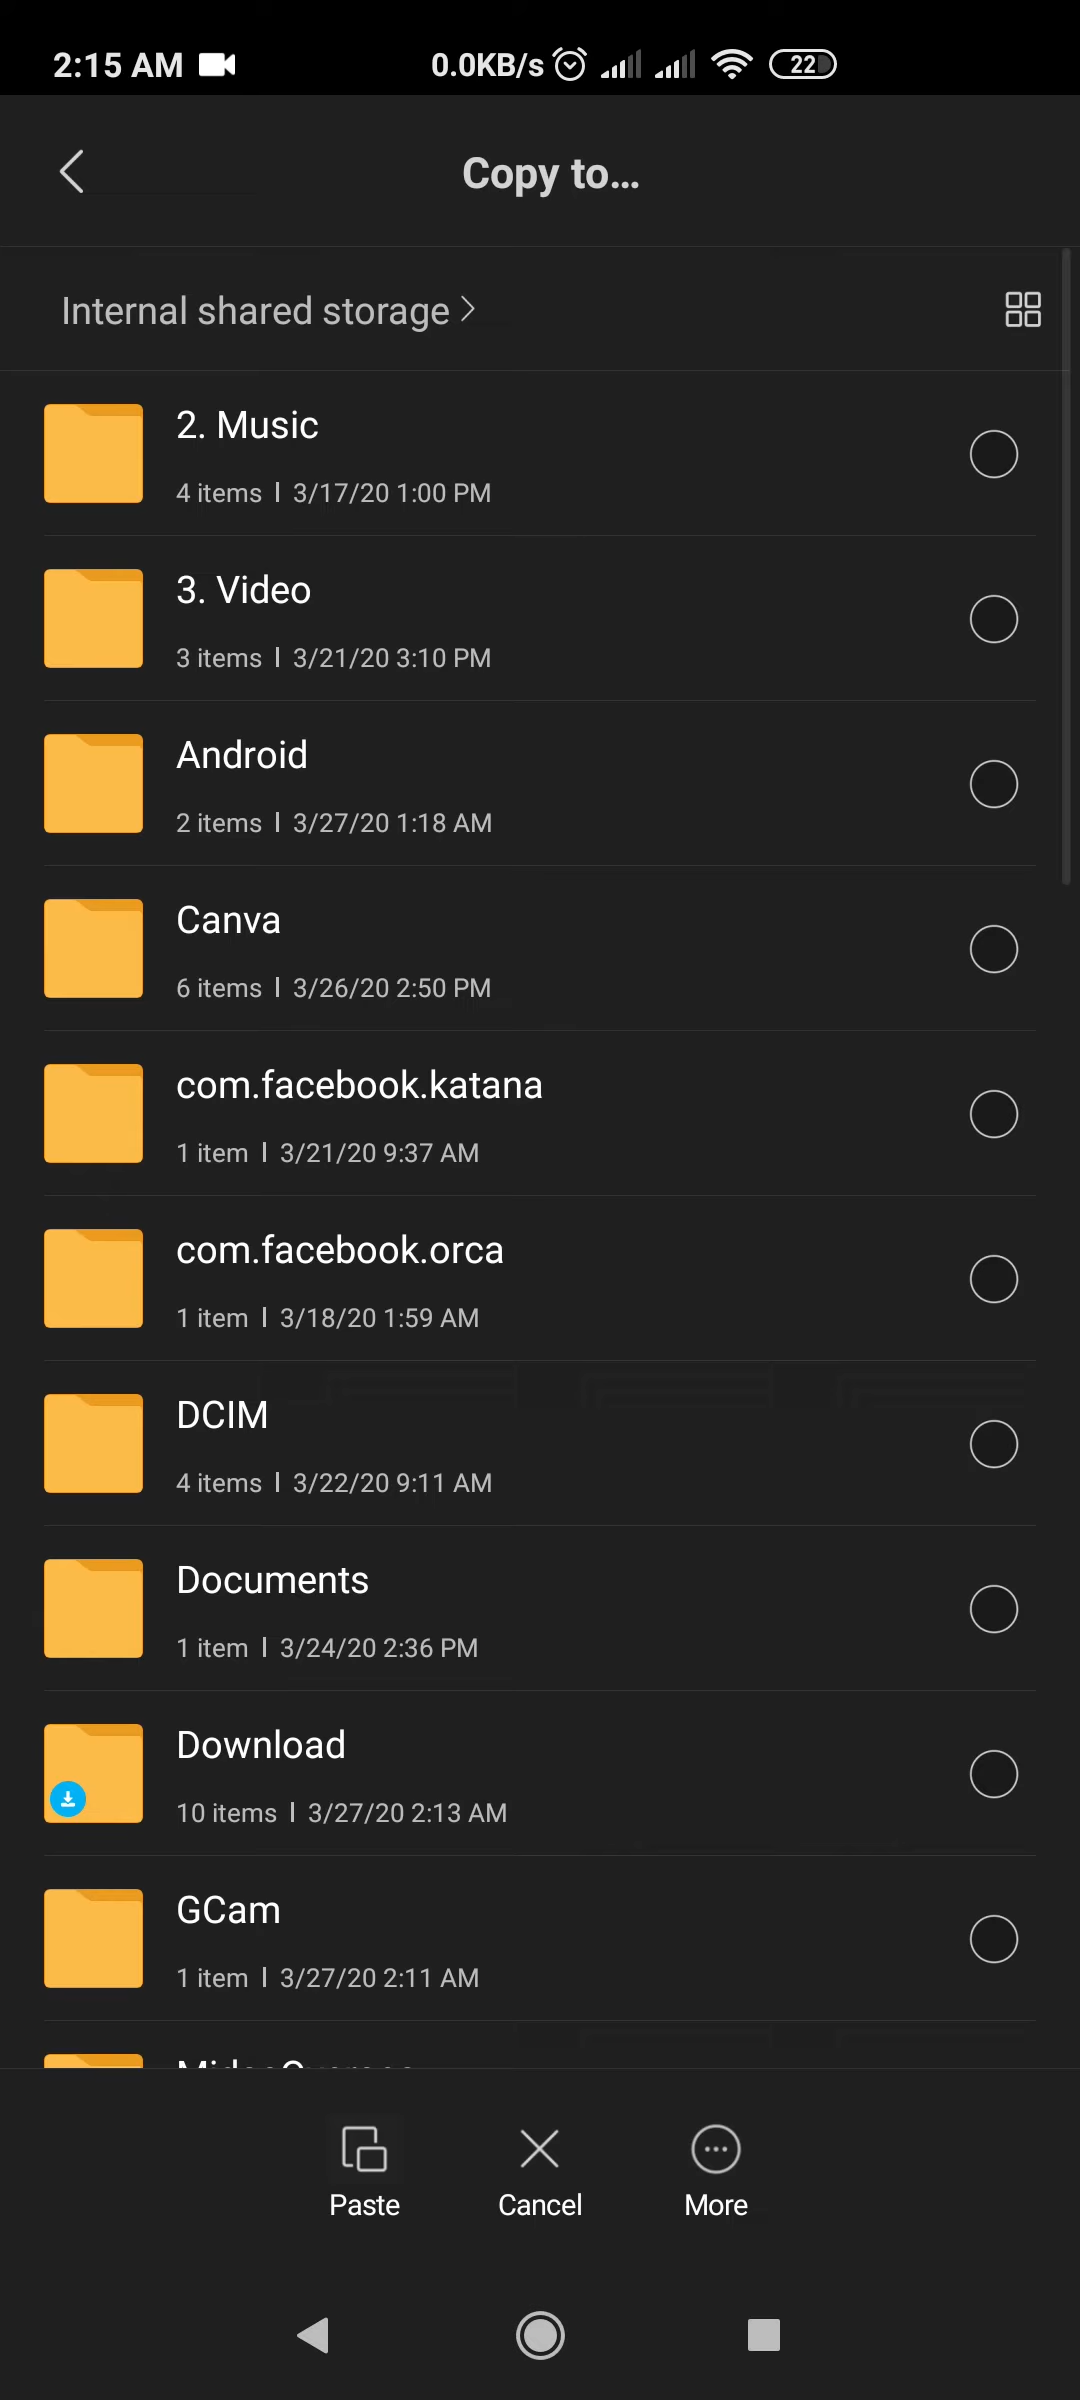 2:15 AM 0.0KB/s 22
Copy to...
Internal shared storage
2. Music
4 items | 3/17/20 1:00 PM
3. Video
3 items | 3/21/20 3:10 PM
Android
2 items | 3/27/20 1:18 AM
Canva
6 items | 3/26/20 2:50 PM
com.facebook.katana
1 item | 3/21/20 9:37 AM
com.facebook.orca
1 item | 3/18/20 1:59 AM
DCIM
4 items | 3/22/20 9:11 AM
Documents
1 item | 3/24/20 2:36 PM
Download
10 items | 3/27/20 2:13 AM
GCam
1 item | 3/27/20 2:11 AM
Paste Cancel More